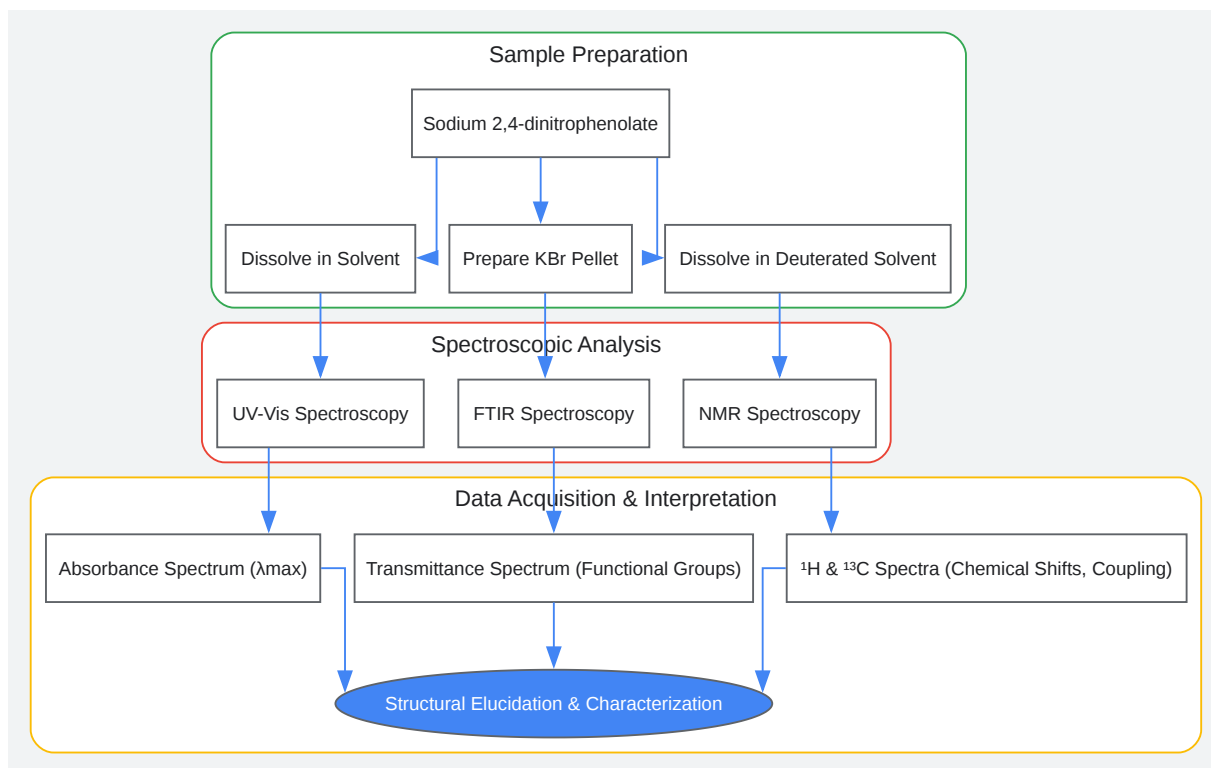 Sample Preparation
Sodium 2,4-dinitrophenolate
Dissolve in Solvent
Prepare KBr Pellet
Dissolve in Deuterated Solvent
Spectroscopic Analysis
UV-Vis Spectroscopy
FTIR Spectroscopy
NMR Spectroscopy
Data Acquisition & Interpretation
Absorbance Spectrum (λmax)
Transmittance Spectrum (Functional Groups)
¹H & ¹³C Spectra (Chemical Shifts, Coupling)
Structural Elucidation & Characterization